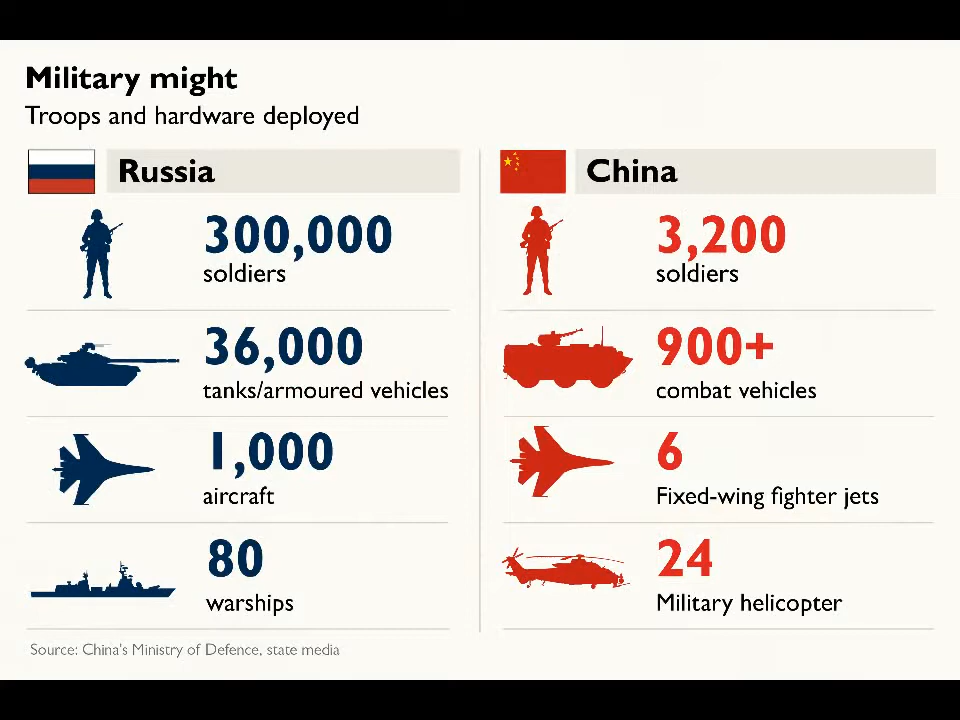 Military might
Troops and hardware deployed
Russia
300,000
soldiers
36,000
tanks/armoured vehicles
1,000
aircraft
80
warships
China
3,200
soldiers
900+
combat vehicles
6
Fixed-wing fighter jets
24
Military helicopter
Source: China's Ministry of Defence, state media